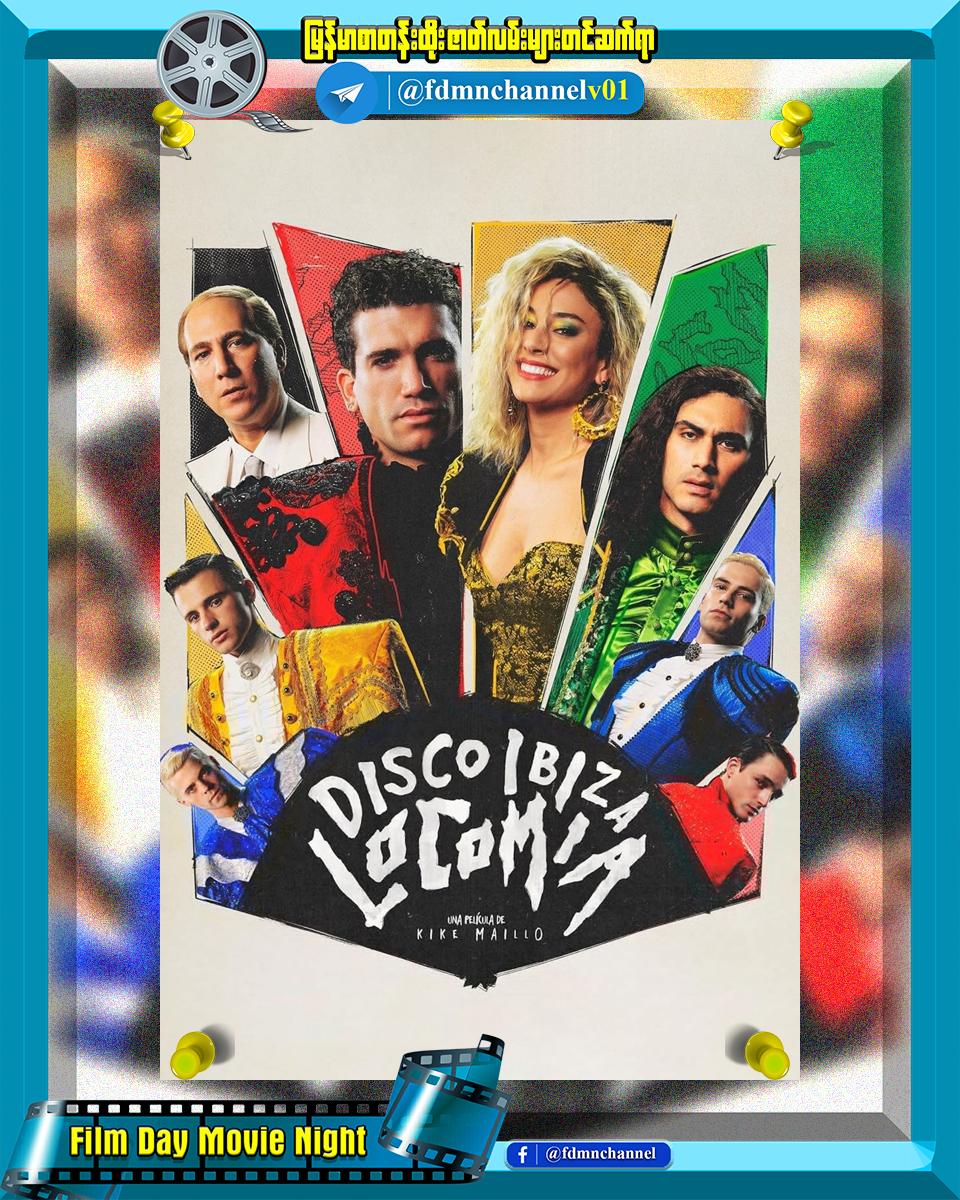 မြန်မာစာတန်းထိုးဇာတ်လမ်းများတင်ဆက်ရာ
@fdmnchannelv01
DISCO IBIZA
LOCOMIA
UNA PELÍCULA DE
KIKE MAILLO
Film Day Movie Night
f | @fdmnchannel